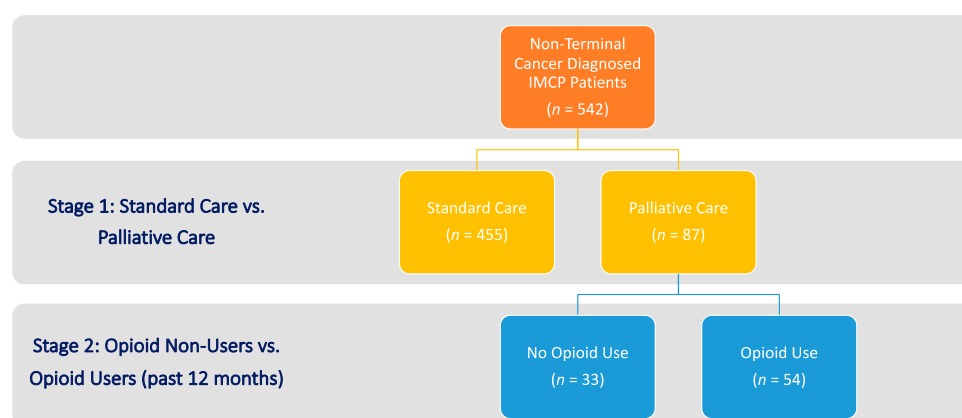 Non-Terminal
Cancer Diagnosed
IMCP Patients
(n = 542)
Stage 1: Standard Care vs.
Palliative Care
Standard Care
(n = 455)
Palliative Care
(n = 87)
Stage 2: Opioid Non-Users vs.
Opioid Users (past 12 months)
No Opioid Use
(n = 33)
Opioid Use
(n = 54)